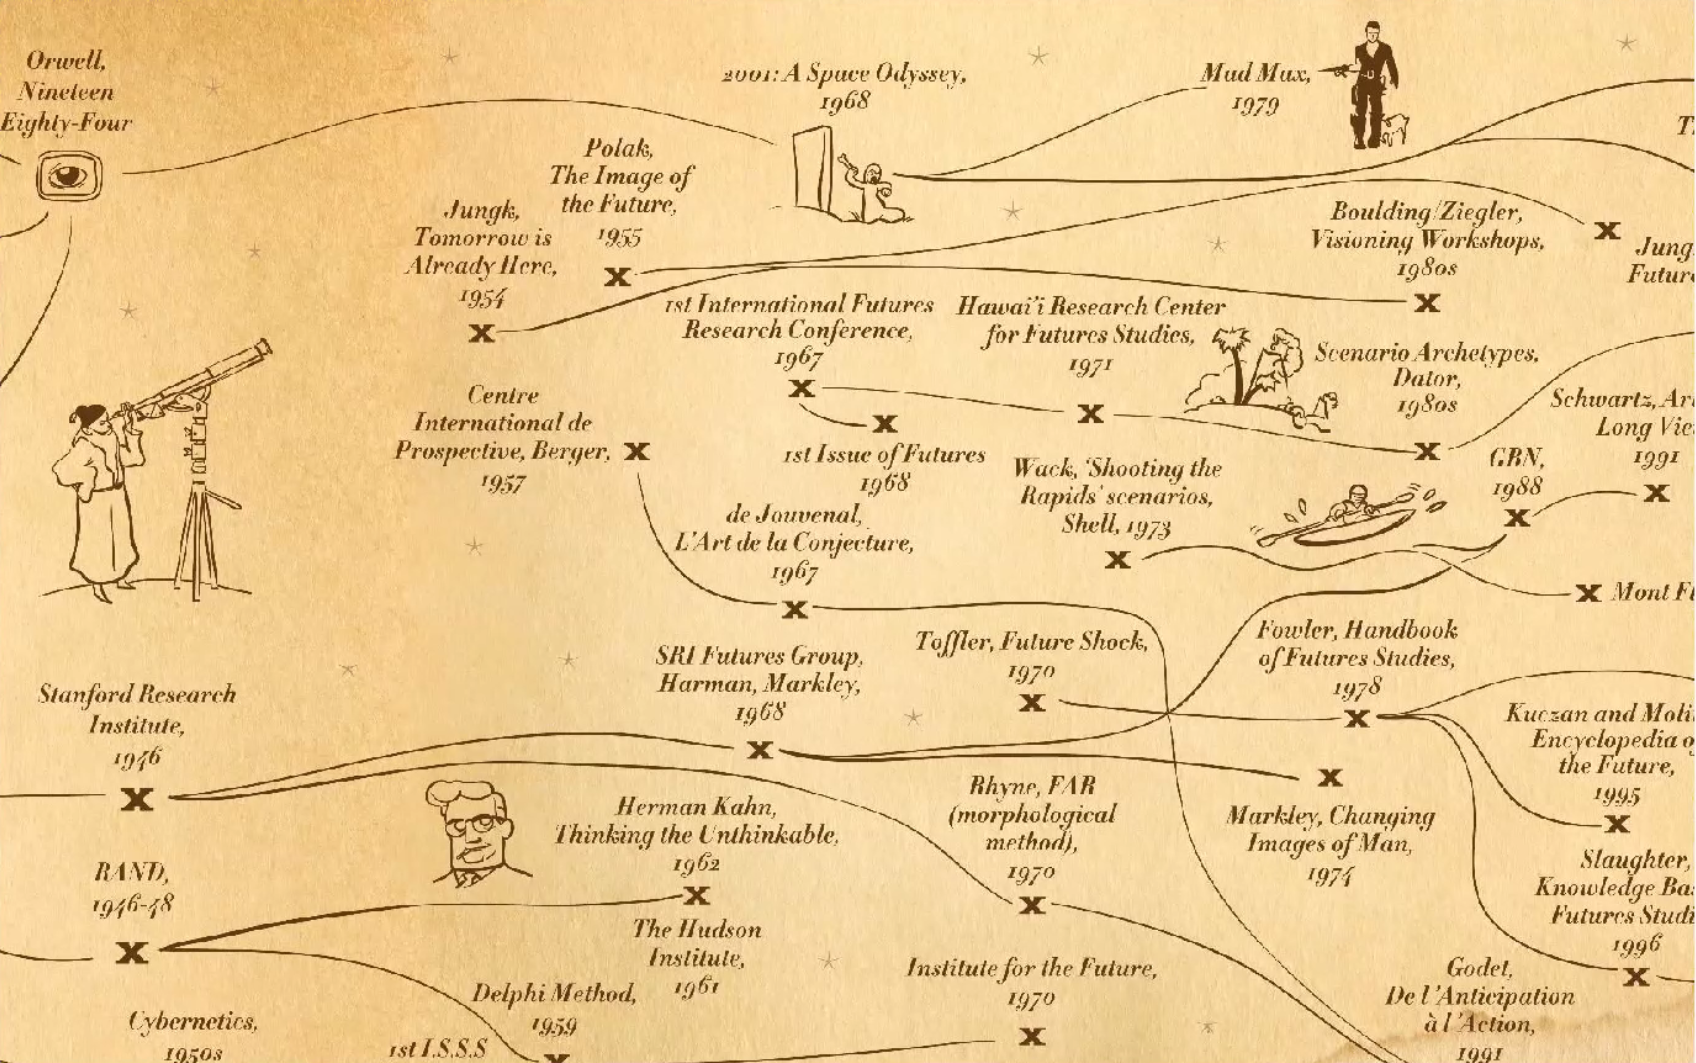 Orwell,
Nineteen
Eighty-Four
2001: A Space Odyssey,
1968
Mad Max,
1979
Polak,
The Image of
the Future,
1955
Jungk,
Tomorrow is
Already Here,
1954
Boulding/Ziegler,
Visioning Workshops,
1980s
1st International Futures
Research Conference,
1967
Hawai'i Research Center
for Futures Studies,
1971
Scenario Archetypes,
Dator,
1980s
Schwartz,
Long
1991
Centre
International de
Prospective, Berger,
1957
1st Issue of Futures
1968
Wack, 'Shooting the
Rapids' scenarios,
Shell, 1973
GBN,
1988
de Jouvenal,
L'Art de la Conjecture,
1967
Mont
SRI Futures Group,
Harman, Markley,
1968
Toffler, Future Shock,
1970
Fowler, Handbook
of Futures Studies,
1978
Stanford Research
Institute,
1946
Kuczan and
Encyclopedia
the Future,
1995
Herman Kahn,
Thinking the Unthinkable,
1962
Rhyne, FAR
(morphological
method),
1970
Markley, Changing
Images of Man,
1974
RAND,
1946-48
Slaughter,
Knowledge
Futures
1996
The Hudson
Institute,
1961
Institute for the Future,
1970
Godet,
De l'Anticipation
à l'Action,
1991
Delphi Method,
1959
Cybernetics,
1950s
1st I.S.S.S